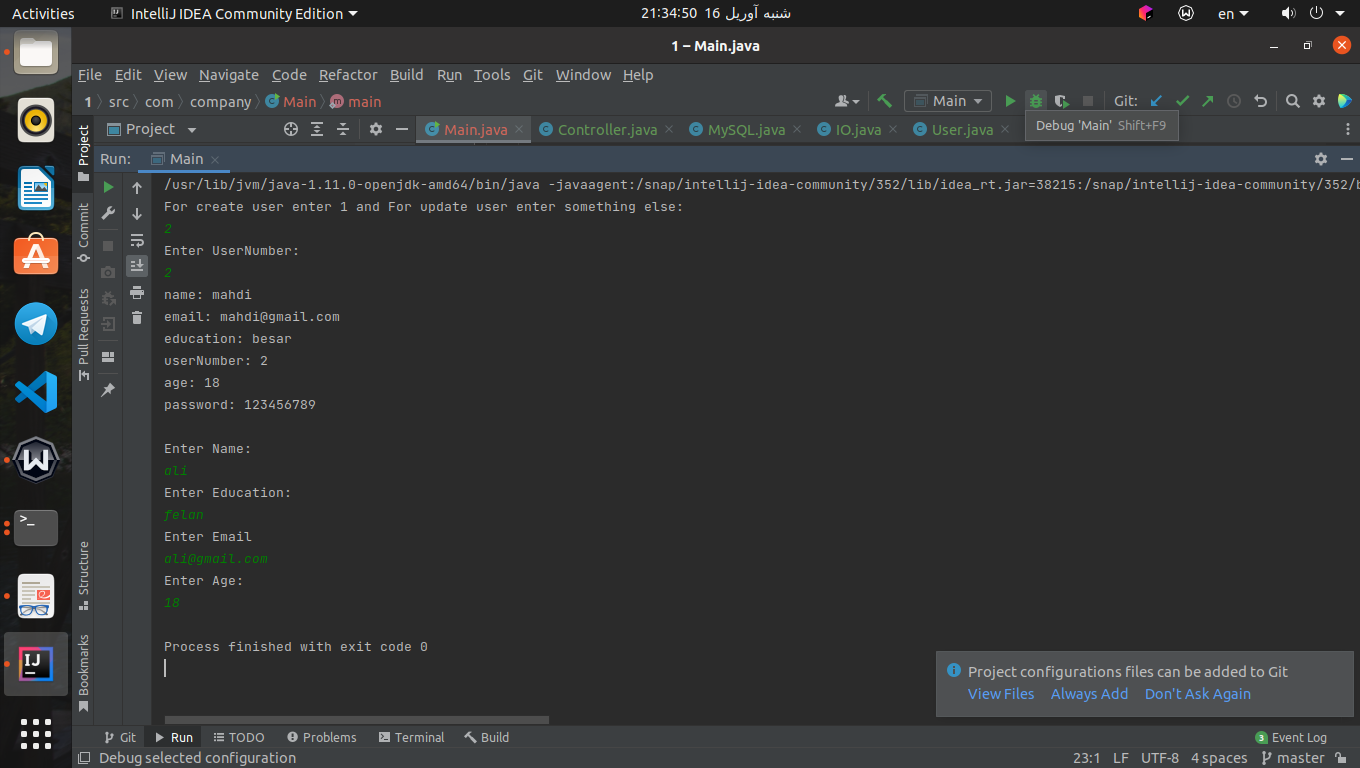 Activities
IntelliJ IDEA Community Edition
شنبه آوریل 16 21:34:50
en
1 – Main.java
File Edit View Navigate Code Refactor Build Run Tools Git Window Help
1 src com company Main main
Main
Git:
Project
Main.java
Controller.java
MySQL.java
IO.java
User.java
Debug 'Main' Shift+F9
Run: Main
/usr/lib/jvm/java-1.11.0-openjdk-amd64/bin/java -javaagent:/snap/intellij-idea-community/352/lib/idea_rt.jar=38215:/snap/intellij-idea-community/352/b
For create user enter 1 and For update user enter something else:
2
Enter UserNumber:
2
name: mahdi
email: mahdi@gmail.com
education: besar
userNumber: 2
age: 18
password: 123456789
Enter Name:
ali
Enter Education:
felan
Enter Email
ali@gmail.com
Enter Age:
18
Process finished with exit code 0
Project
Commit
Pull Requests
Structure
Bookmarks
Project configurations files can be added to Git
View Files Always Add Don't Ask Again
Git Run TODO Problems Terminal Build
3 Event Log
Debug selected configuration
23:1 LF UTF-8 4 spaces master